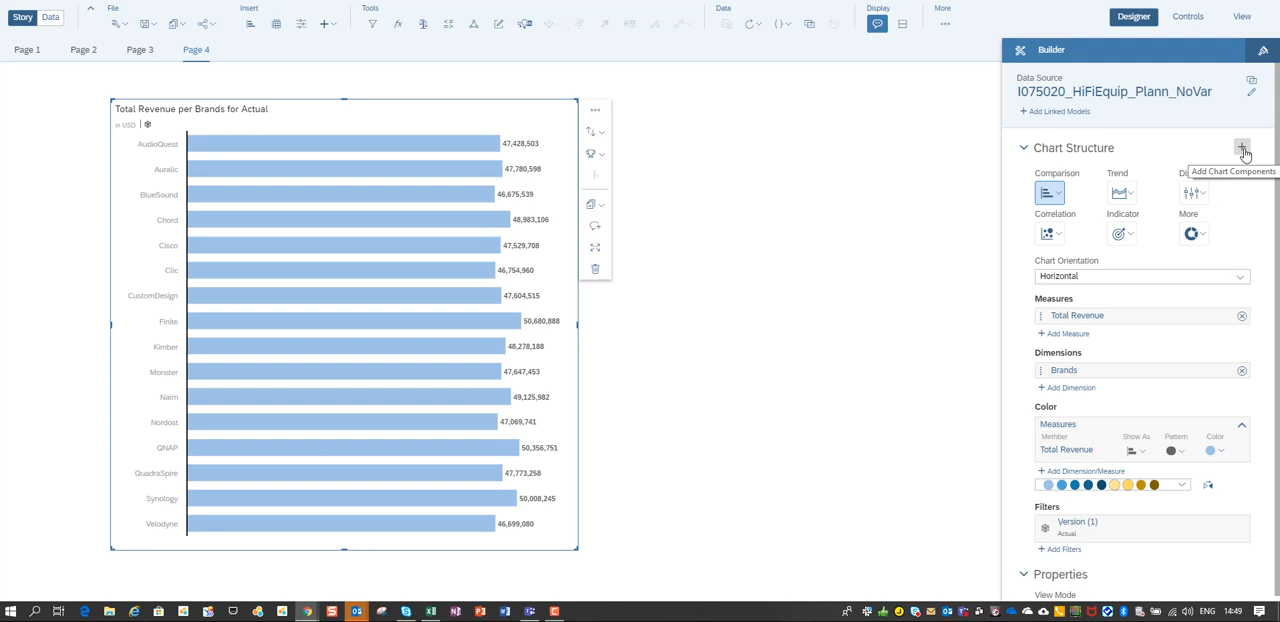 Story Data File Insert Tools Data Display More Designer Controls View
Page 1 Page 2 Page 3 Page 4
Builder
Data Source
I075020_HiFiEquip_Plann_NoVar
+ Add Linked Models
Total Revenue per Brands for Actual
in USD
AudioQuest 47,428,503
Auralic 47,780,598
BlueSound 46,675,539
Chord 48,983,106
Cisco 47,529,708
Clic 46,754,960
CustomDesign 47,604,515
Finite 50,680,888
Kimber 48,278,188
Monster 47,647,453
Naim 49,125,982
Nordost 47,069,741
QNAP 50,356,751
QuadraSpire 47,773,258
Synology 50,008,245
Velodyne 46,699,080
Chart Structure
Add Chart Components
Comparison Trend Di
Correlation Indicator More
Chart Orientation
Horizontal
Measures
Total Revenue
+ Add Measure
Dimensions
Brands
+ Add Dimension
Color
Measures
Member Show As Pattern Color
Total Revenue
+ Add Dimension/Measure
Filters
Version (1)
Actual
+ Add Filters
Properties
View Mode
ENG 14:49